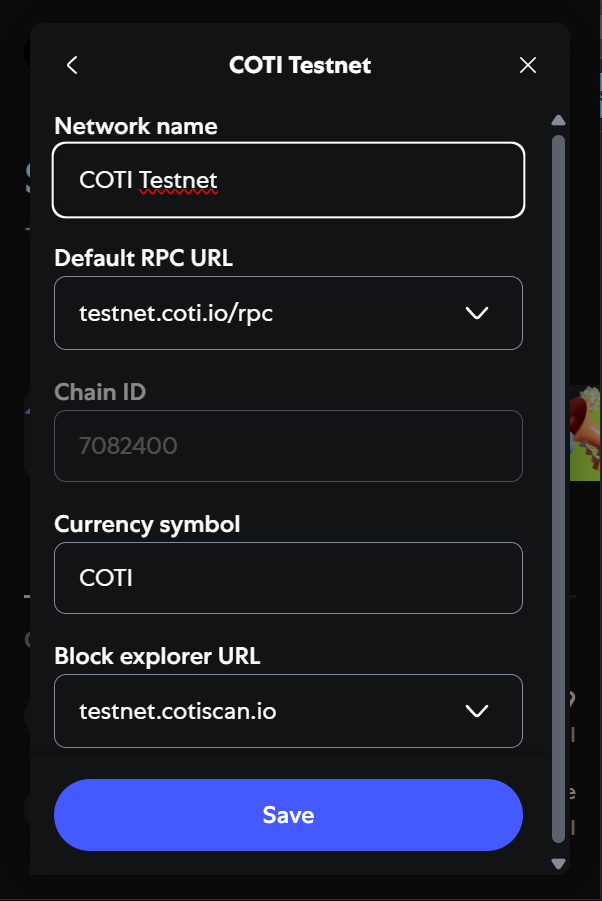 COTI Testnet
Network name
COTI Testnet
Default RPC URL
testnet.coti.io/rpc
Chain ID
7082400
Currency symbol
COTI
Block explorer URL
testnet.cotiscan.io
Save